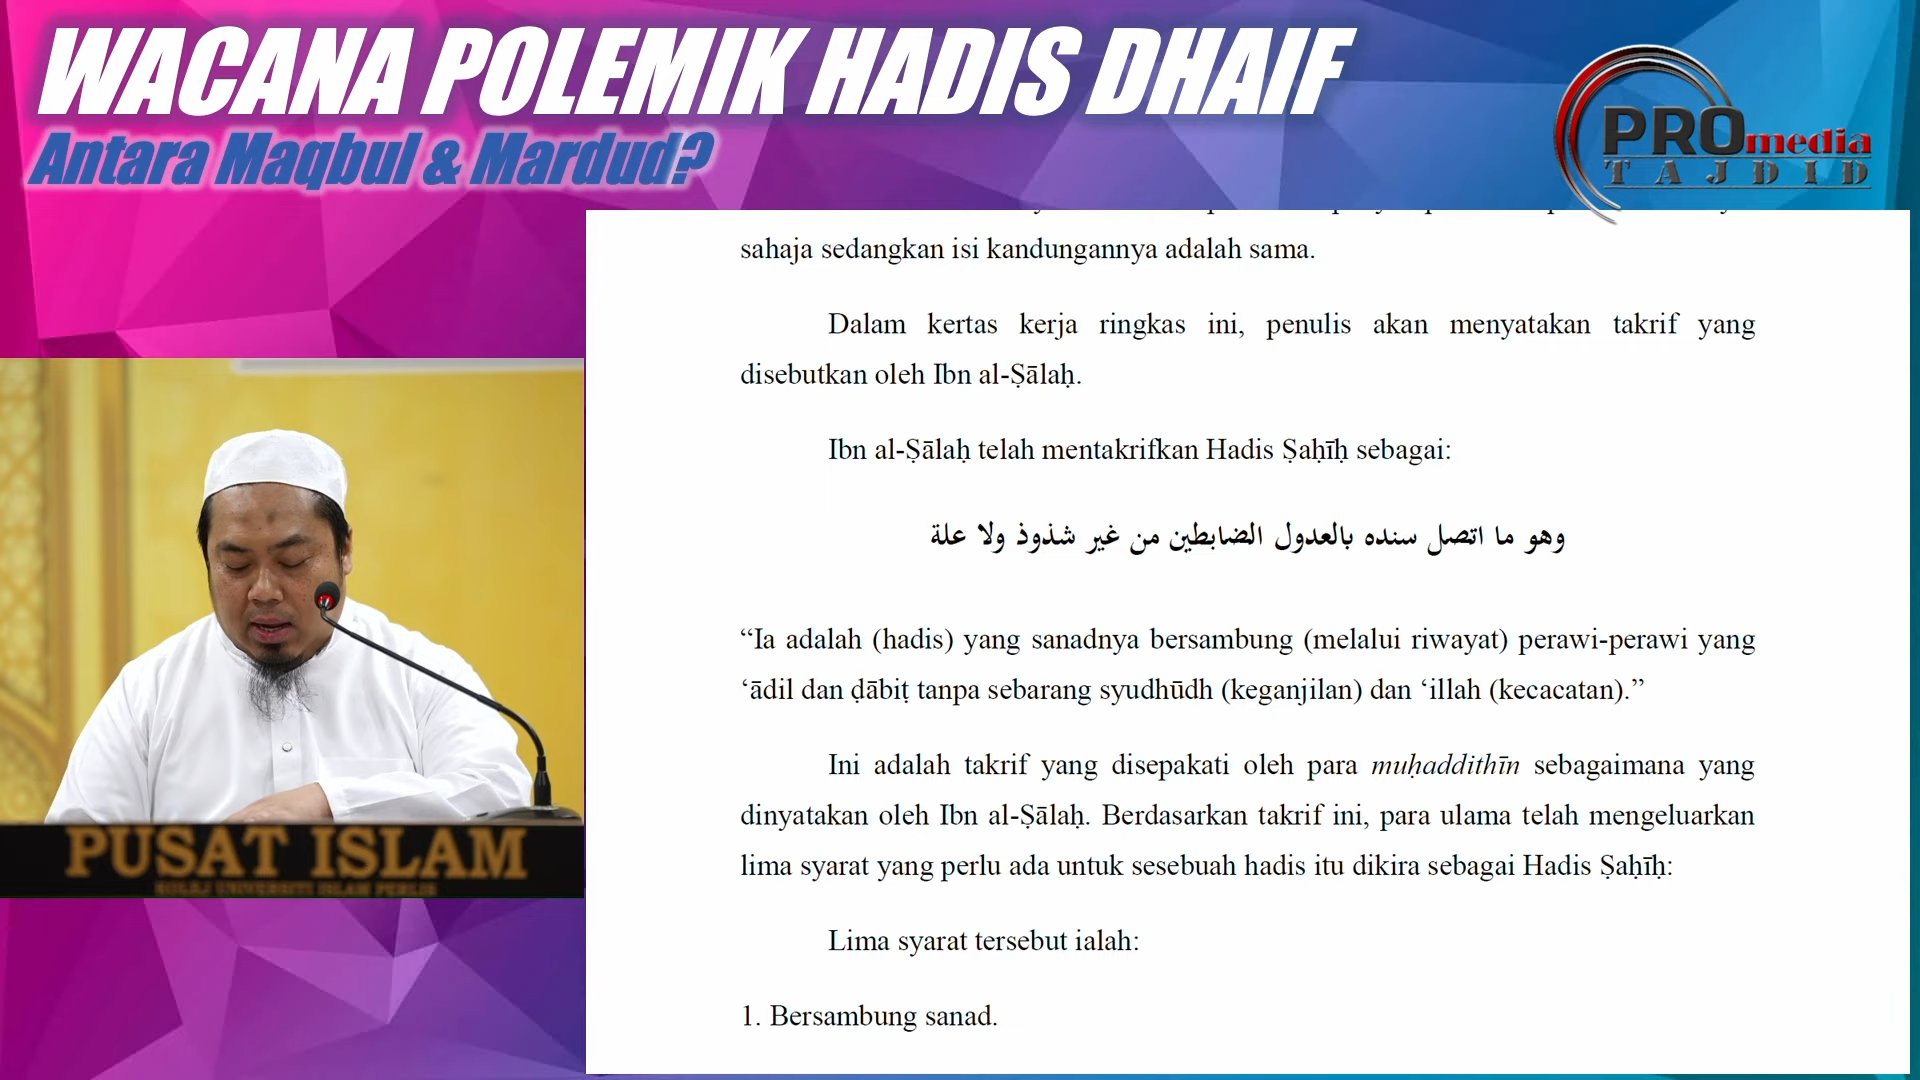 WACANA POLEMIK HADIS DHAIF
Antara Maqbul & Mardud?
PROmedia
TAJDID
sahaja sedangkan isi kandungannya adalah sama.
Dalam kertas kerja ringkas ini, penulis akan menyatakan takrif yang
disebutkan oleh Ibn al-Ṣālaḥ.
Ibn al-Ṣālaḥ telah mentakrifkan Hadis Ṣaḥīḥ sebagai:
وهو ما اتصل سنده بالعدول الضابطين من غير شذوذ ولا علة
“Ia adalah (hadis) yang sanadnya bersambung (melalui riwayat) perawi-perawi yang
‘ādil dan ḍābiṭ tanpa sebarang syudhūdh (keganjilan) dan ‘illah (kecacatan).”
Ini adalah takrif yang disepakati oleh para muḥaddithīn sebagaimana yang
dinyatakan oleh Ibn al-Ṣālaḥ. Berdasarkan takrif ini, para ulama telah mengeluarkan
lima syarat yang perlu ada untuk sesebuah hadis itu dikira sebagai Hadis Ṣaḥīḥ:
Lima syarat tersebut ialah:
1. Bersambung sanad.
PUSAT ISLAM
KOLEJ UNIVERSITI ISLAM PERLIS